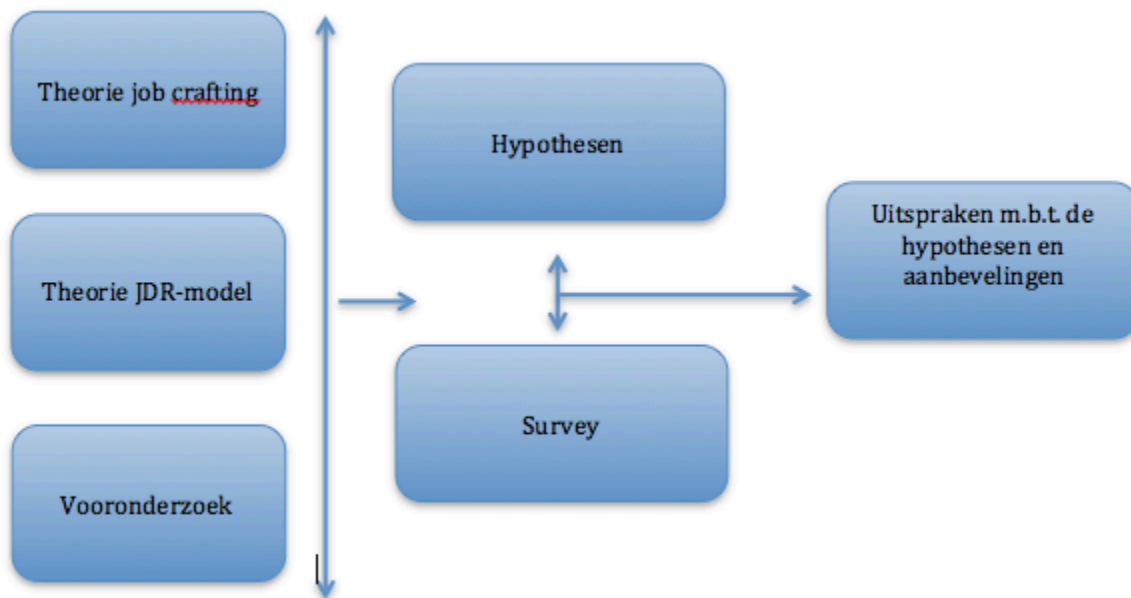 Theorie job crafting
Theorie JDR-model
Vooronderzoek
Hypothesen
Survey
Uitspraken m.b.t. de
hypothesen en
aanbevelingen